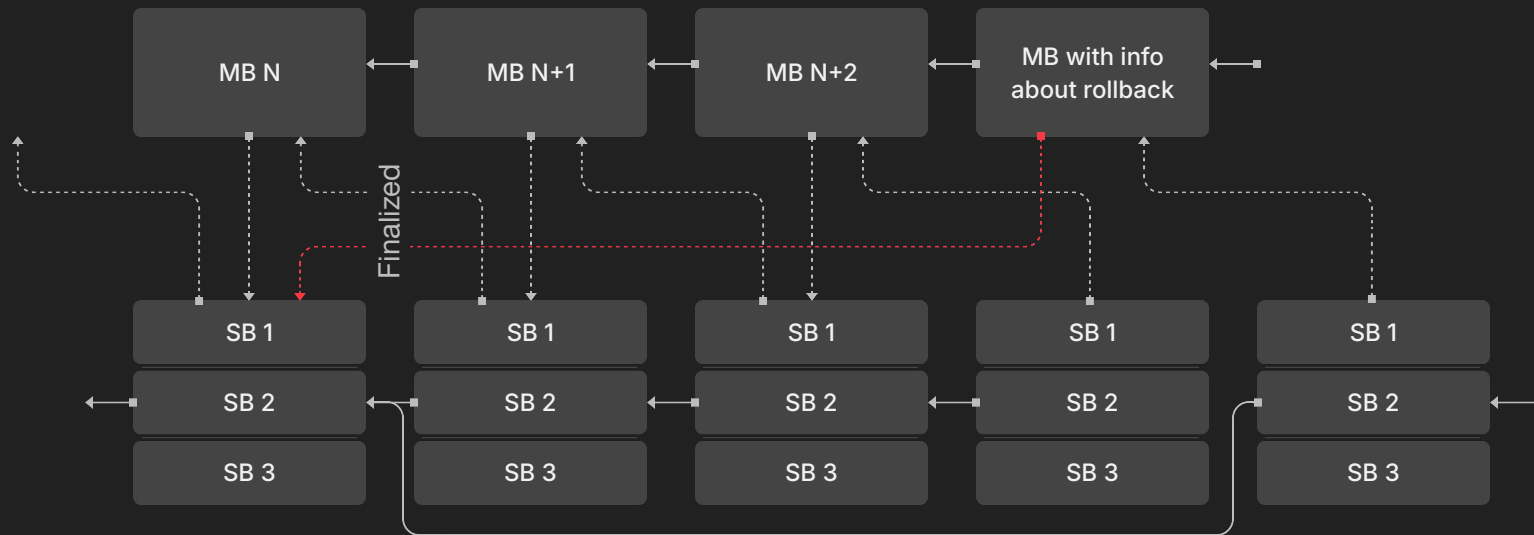 MB N
MB N+1
MB N+2
MB with info
about rollback
Finalized
SB 1
SB 1
SB 1
SB 1
SB 1
SB 2
SB 2
SB 2
SB 2
SB 2
SB 3
SB 3
SB 3
SB 3
SB 3